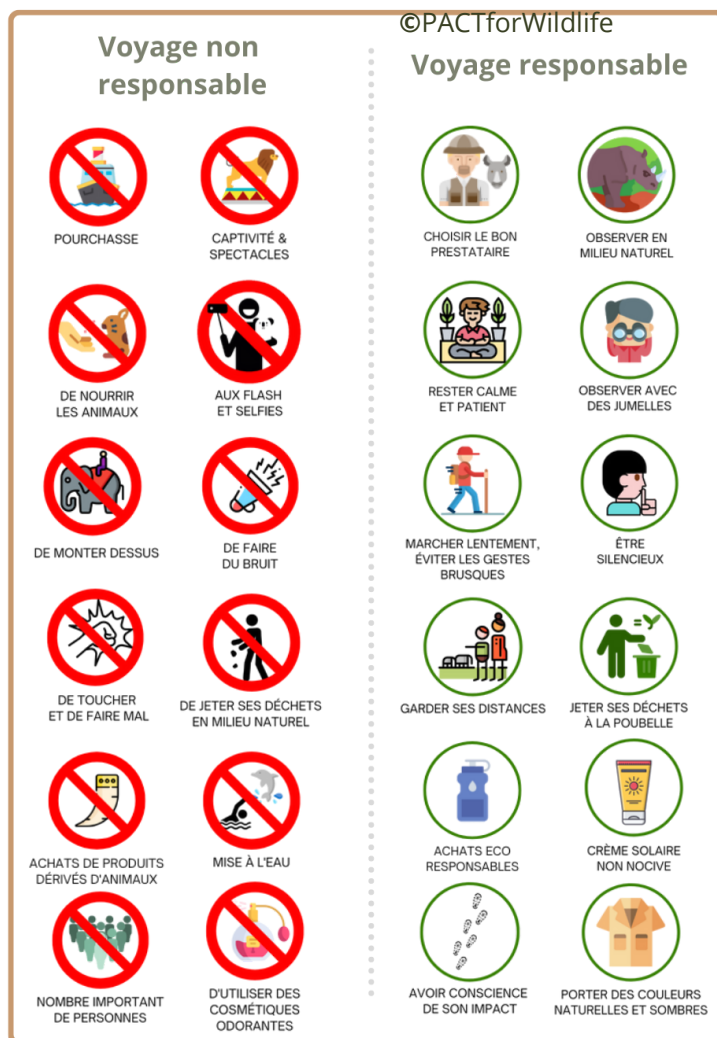 ©PACTforWildlife
Voyage non
responsable
POURCHASSE
CAPTIVITÉ &
SPECTACLES
DE NOURRIR
LES ANIMAUX
AUX FLASH
ET SELFIES
DE MONTER DESSUS
DE FAIRE
DU BRUIT
DE TOUCHER
ET DE FAIRE MAL
DE JETER SES DÉCHETS
EN MILIEU NATUREL
ACHATS DE PRODUITS
DÉRIVÉS D'ANIMAUX
MISE À L'EAU
NOMBRE IMPORTANT
DE PERSONNES
D'UTILISER DES
COSMÉTIQUES
ODORANTES
Voyage responsable
CHOISIR LE BON
PRESTATAIRE
OBSERVER EN
MILIEU NATUREL
RESTER CALME
ET PATIENT
OBSERVER AVEC
DES JUMELLES
MARCHER LENTEMENT,
ÉVITER LES GESTES
BRUSQUES
ÊTRE
SILENCIEUX
GARDER SES DISTANCES
JETER SES DÉCHETS
À LA POUBELLE
ACHATS ECO
RESPONSABLES
CRÈME SOLAIRE
NON NOCIVE
AVOIR CONSCIENCE
DE SON IMPACT
PORTER DES COULEURS
NATURELLES ET SOMBRES